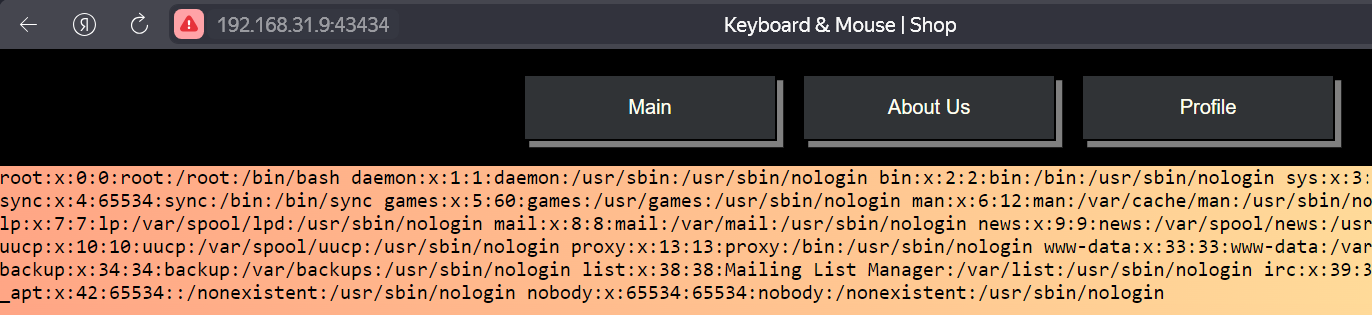 Я 192.168.31.9:43434 Keyboard & Mouse | Shop
Main About Us Profile
root:x:0:0:root:/root:/bin/bash daemon:x:1:1:daemon:/usr/sbin:/usr/sbin/nologin bin:x:2:2:bin:/bin:/usr/sbin/nologin sys:x:3:
sync:x:4:65534:sync:/bin:/bin/sync games:x:5:60:games:/usr/games:/usr/sbin/nologin man:x:6:12:man:/var/cache/man:/usr/sbin/no
lp:x:7:7:lp:/var/spool/lpd:/usr/sbin/nologin mail:x:8:8:mail:/var/mail:/usr/sbin/nologin news:x:9:9:news:/var/spool/news:/usr
uucp:x:10:10:uucp:/var/spool/uucp:/usr/sbin/nologin proxy:x:13:13:proxy:/bin:/usr/sbin/nologin www-data:x:33:33:www-data:/var
backup:x:34:34:backup:/var/backups:/usr/sbin/nologin list:x:38:38:Mailing List Manager:/var/list:/usr/sbin/nologin irc:x:39:3
_apt:x:42:65534::/nonexistent:/usr/sbin/nologin nobody:x:65534:65534:nobody:/nonexistent:/usr/sbin/nologin